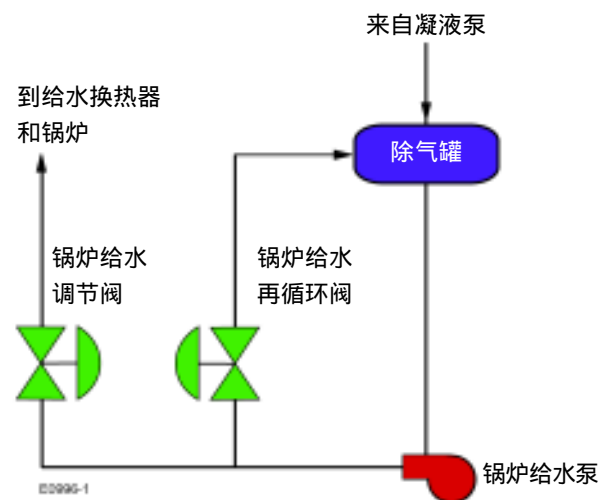 来自凝液泵
到给水换热器
和锅炉
除气罐
锅炉给水
调节阀
锅炉给水
再循环阀
锅炉给水泵
E0996-1